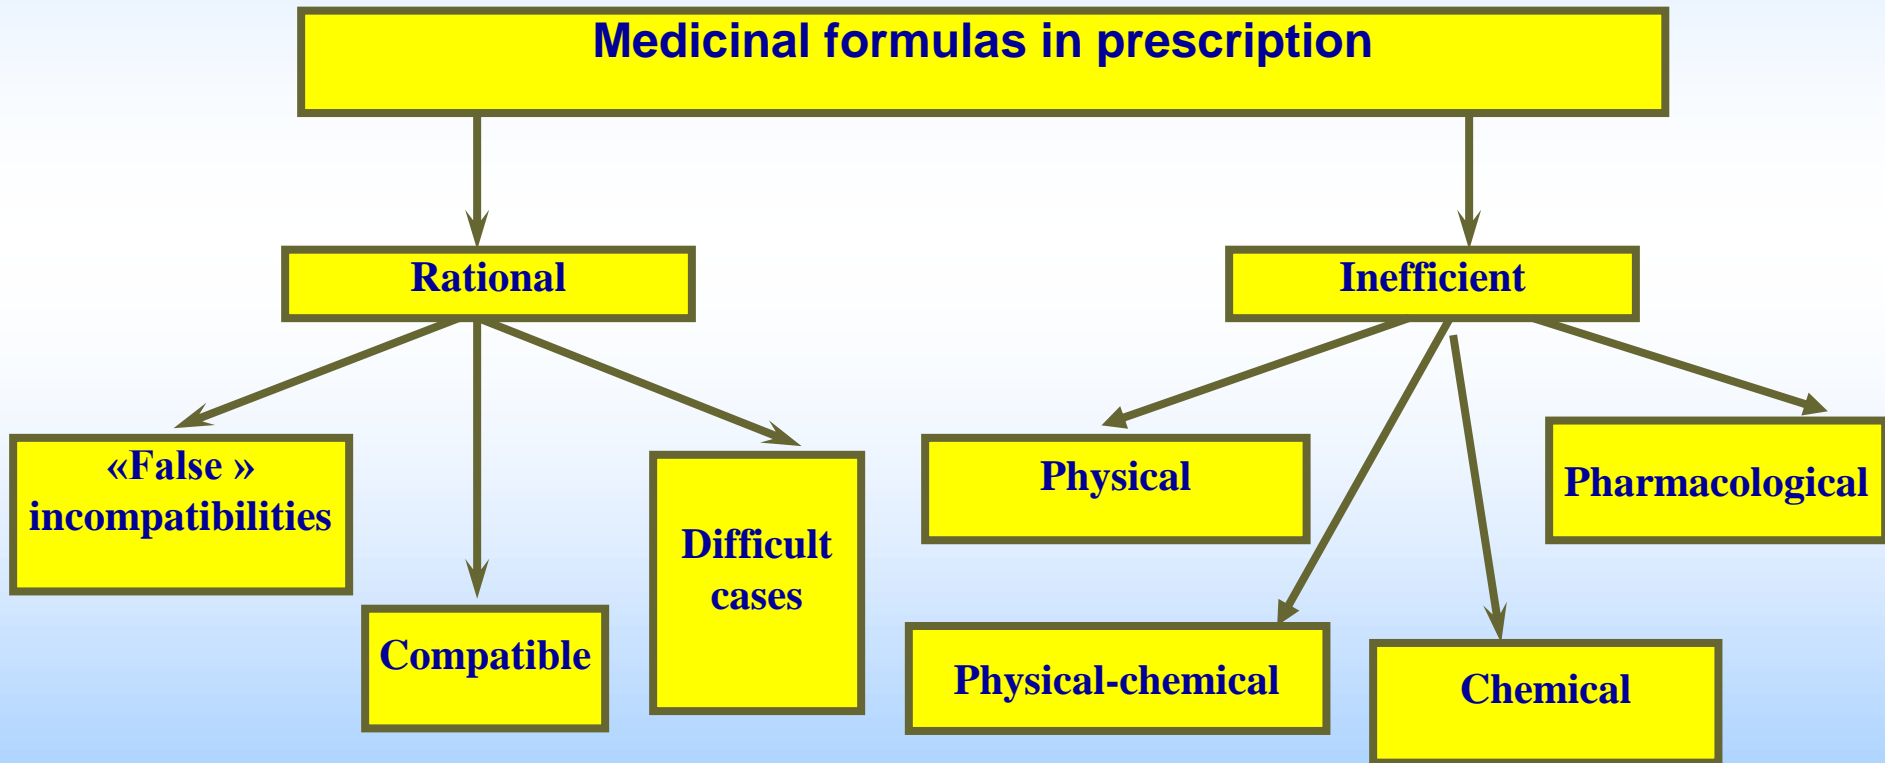 Medicinal formulas in prescription
Rational
Inefficient
«False »
incompatibilities
Compatible
Difficult
cases
Physical
Physical-chemical
Chemical
Pharmacological